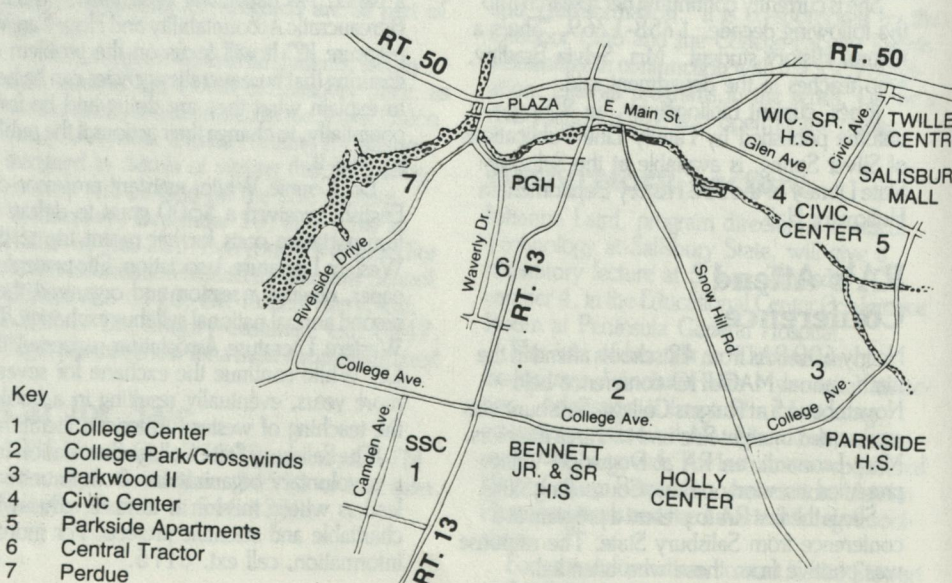 RT. 50
RT. 50
PLAZA
E. Main St.
WIC. SR.
H.S.
Glen Ave.
Civic Ave.
TWILLE
CENTR
SALISBUR
MALL
7
PGH
4
CIVIC
CENTER
5
Riverside Drive
Waverly Dr.
6
RT. 13
Snow Hill Rd.
College Ave.
2
College Ave.
3
College Ave.
Camden Ave.
SSC
1
BENNETT
JR. & SR
H.S
HOLLY
CENTER
PARKSIDE
H.S.
RT. 13
Key
College Center
College Park/Crosswinds
Parkwood II
4 Civic Center
5 Parkside Apartments
6 Central Tractor
7 Perdue